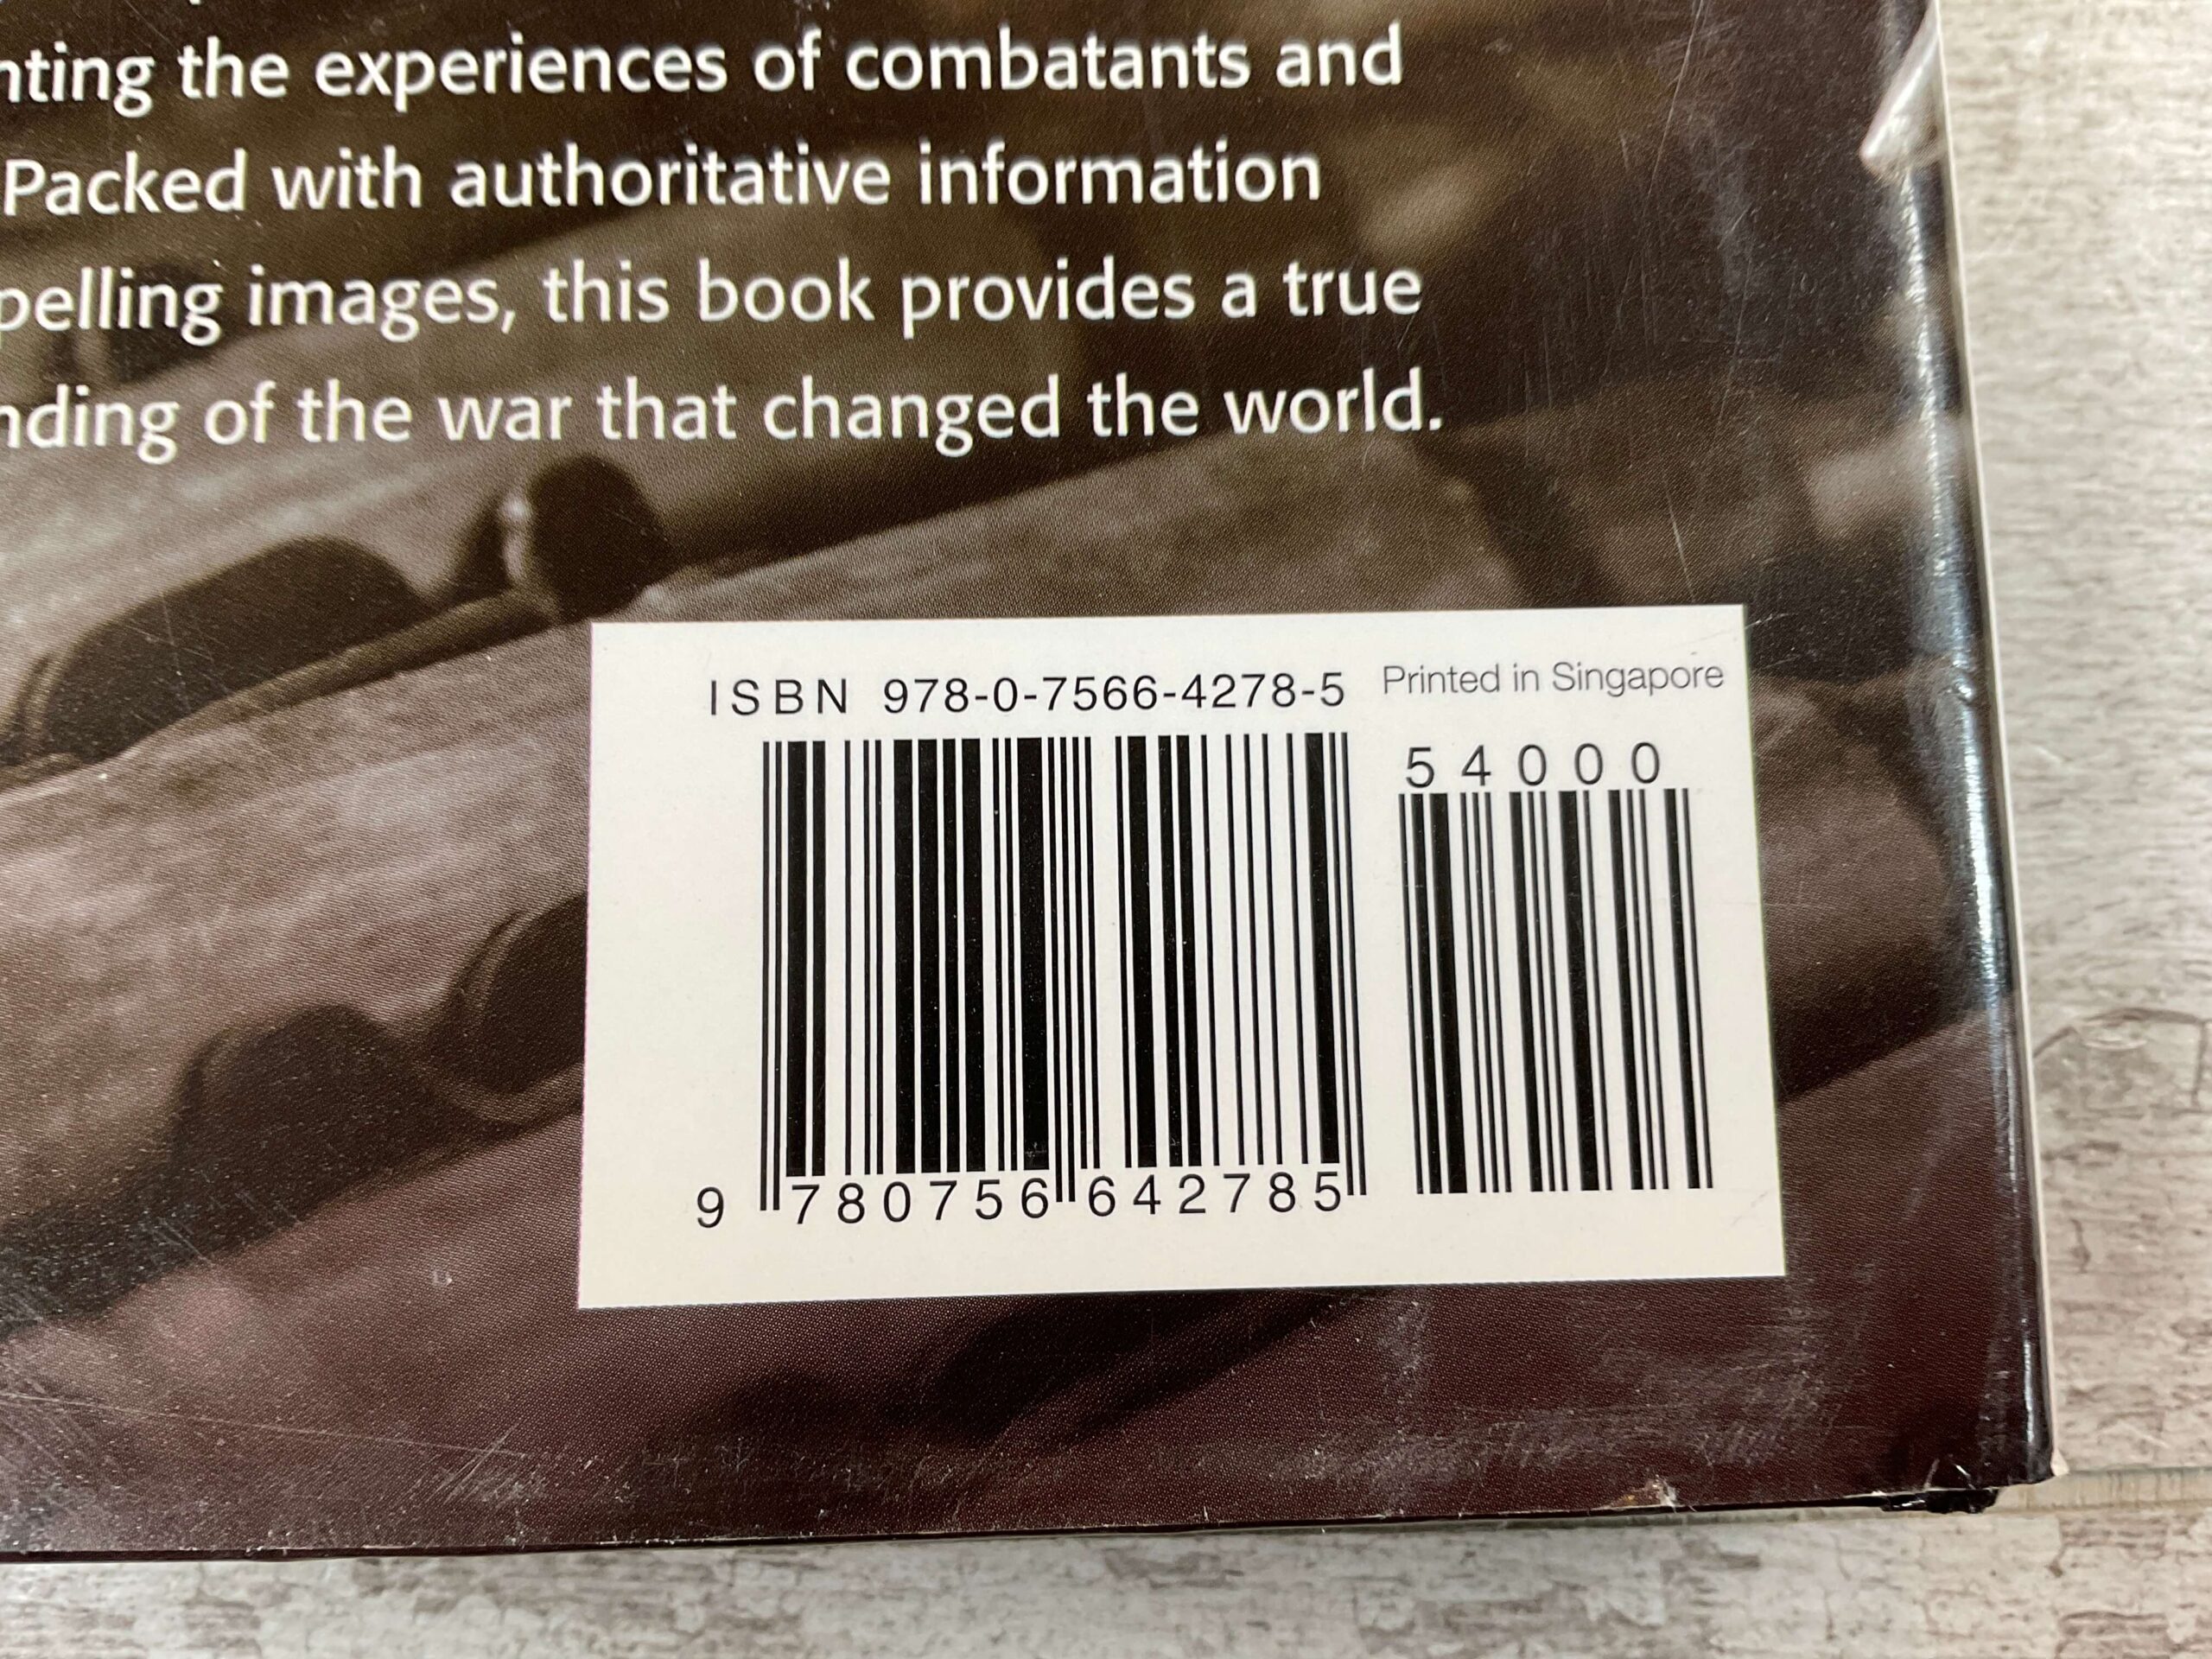 nting the experiences of combatants and
Packed with authoritative information
pelling images, this book provides a true
nding of the war that changed the world.
ISBN 978-0-7566-4278-5
Printed in Singapore
54000
9 780756 642785